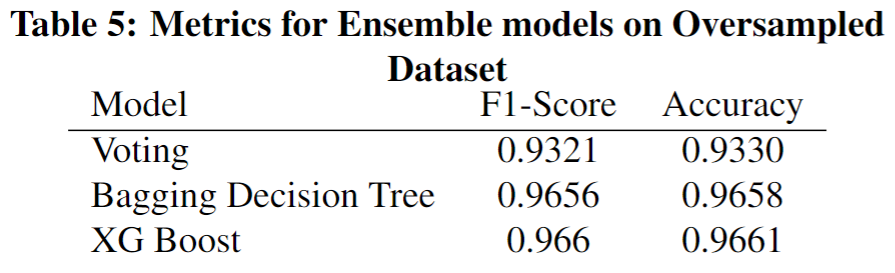 Table 5: Metrics for Ensemble models on Oversampled
Dataset
Model F1-Score Accuracy
Voting 0.9321 0.9330
Bagging Decision Tree 0.9656 0.9658
XG Boost 0.966 0.9661